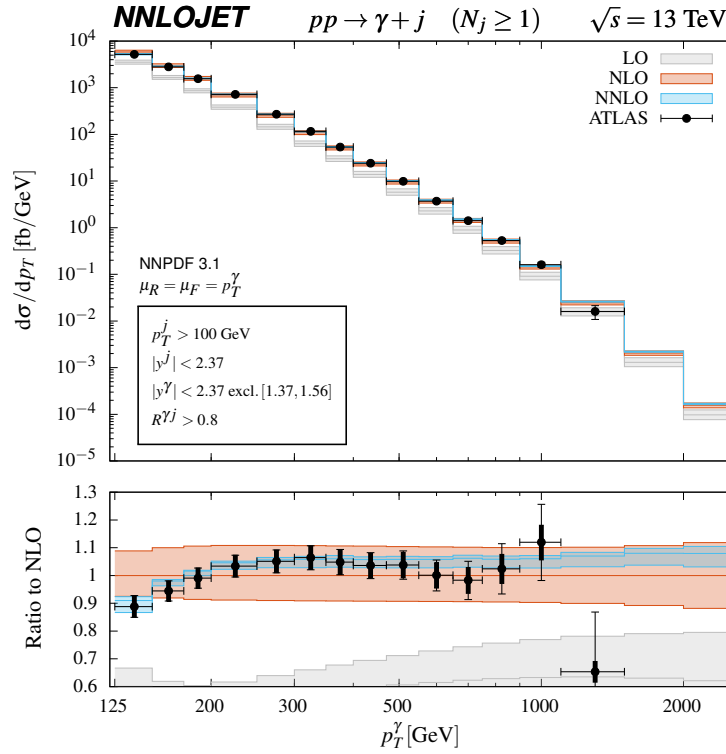 NNLOJET pp → γ + j (N_j ≥ 1) √s = 13 TeV
LO
NLO
NNLO
ATLAS
10^4
10^3
10^2
10^1
10^0
10^−1
10^−2
10^−3
10^−4
10^−5
dσ/dp_T [fb/GeV]
NNPDF 3.1
μ_R = μ_F = p_T^γ
p_T^j > 100 GeV
|y^j| < 2.37
|y^γ| < 2.37 excl. [1.37, 1.56]
R^{γj} > 0.8
1.3
1.2
1.1
1.0
0.9
0.8
0.7
0.6
Ratio to NLO
125 200 300 500 1000 2000
p_T^γ [GeV]